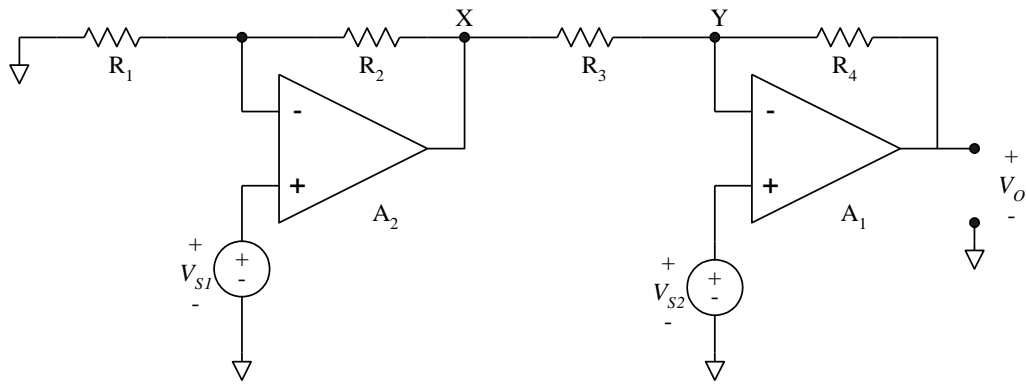 X
Y
R1
R2
R3
R4
-
-
+
+
A2
A1
+
VO
-
+
VS1
-
+
-
+
VS2
-
+
-